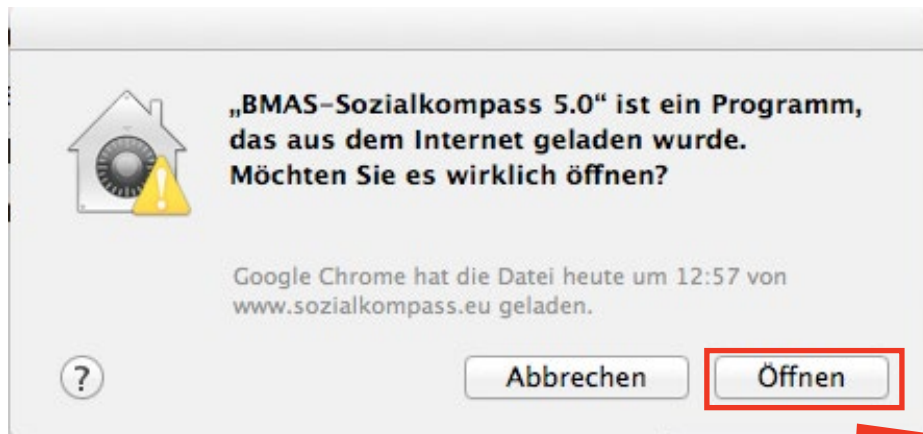 „BMAS-Sozialkompass 5.0“ ist ein Programm,
das aus dem Internet geladen wurde.
Möchten Sie es wirklich öffnen?
Google Chrome hat die Datei heute um 12:57 von
www.sozialkompass.eu geladen.
?
Abbrechen
Öffnen